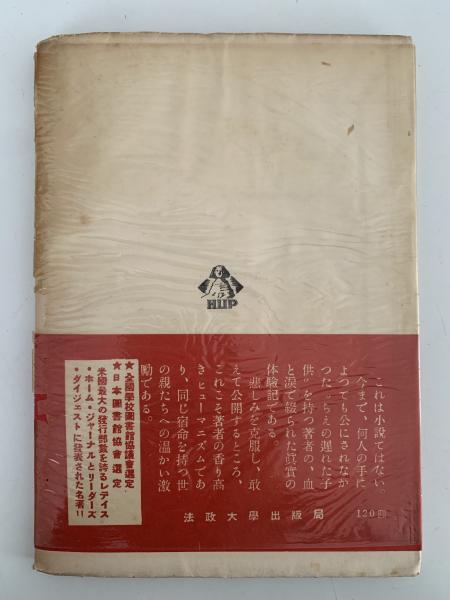 HUP
これは小説ではない。
今まで、何人の手に
よつても公にされなか
つた〝ちえの遅れた子
供〟を持つ著者の、血
と涙で綴られた眞實の
体験記である。
悲しみを克服し、敢
えて公開するところ、
これこそ著者の香り高
きヒューマニズムであ
り、同じ宿命を持つ世
の親たちへの温かい激
励である。
★全國學校圖書館協議會選定
★日本圖書館協會選定
米國最大の発行部数を誇るレデイス
・ホーム・ジャーナルとリーダーズ
・ダイジェストに發表された名著!!
法政大學出版局
120円